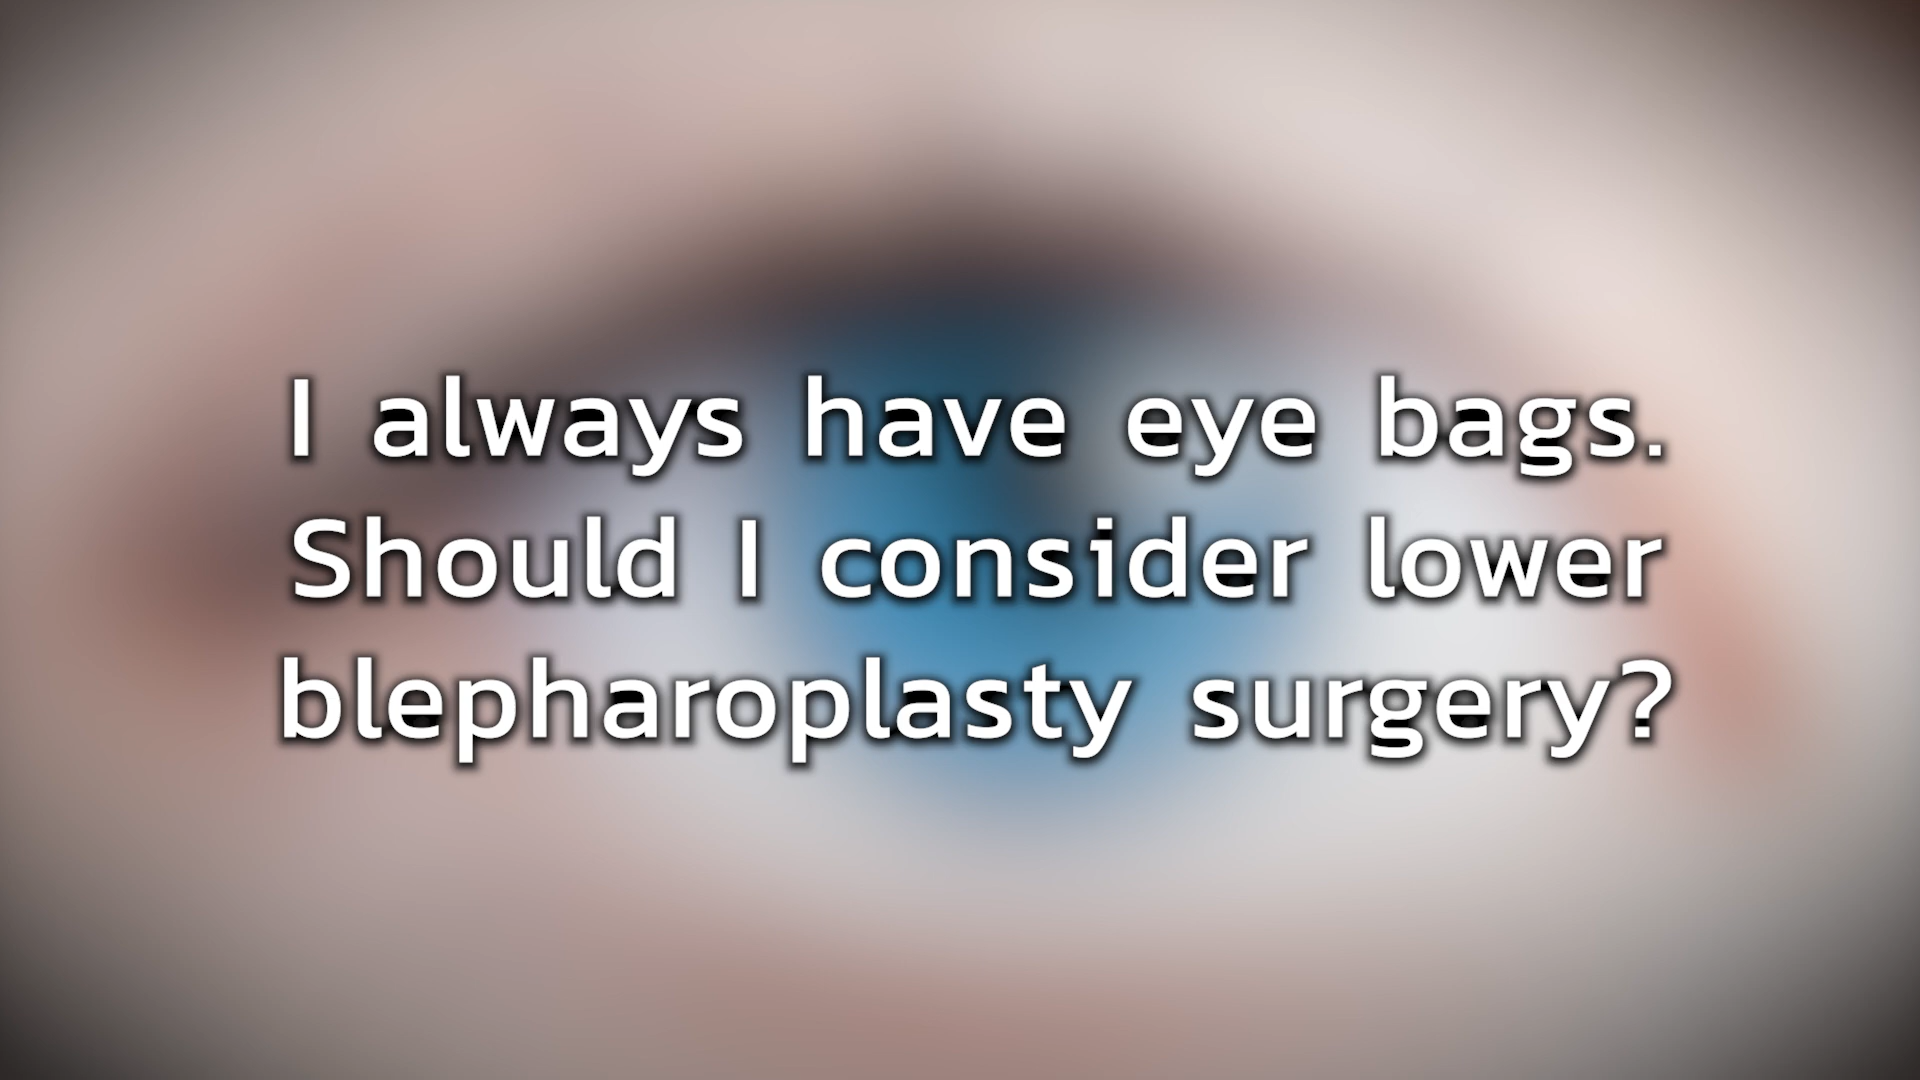 I always have eye bags.
Should I consider lower
blepharoplasty surgery?